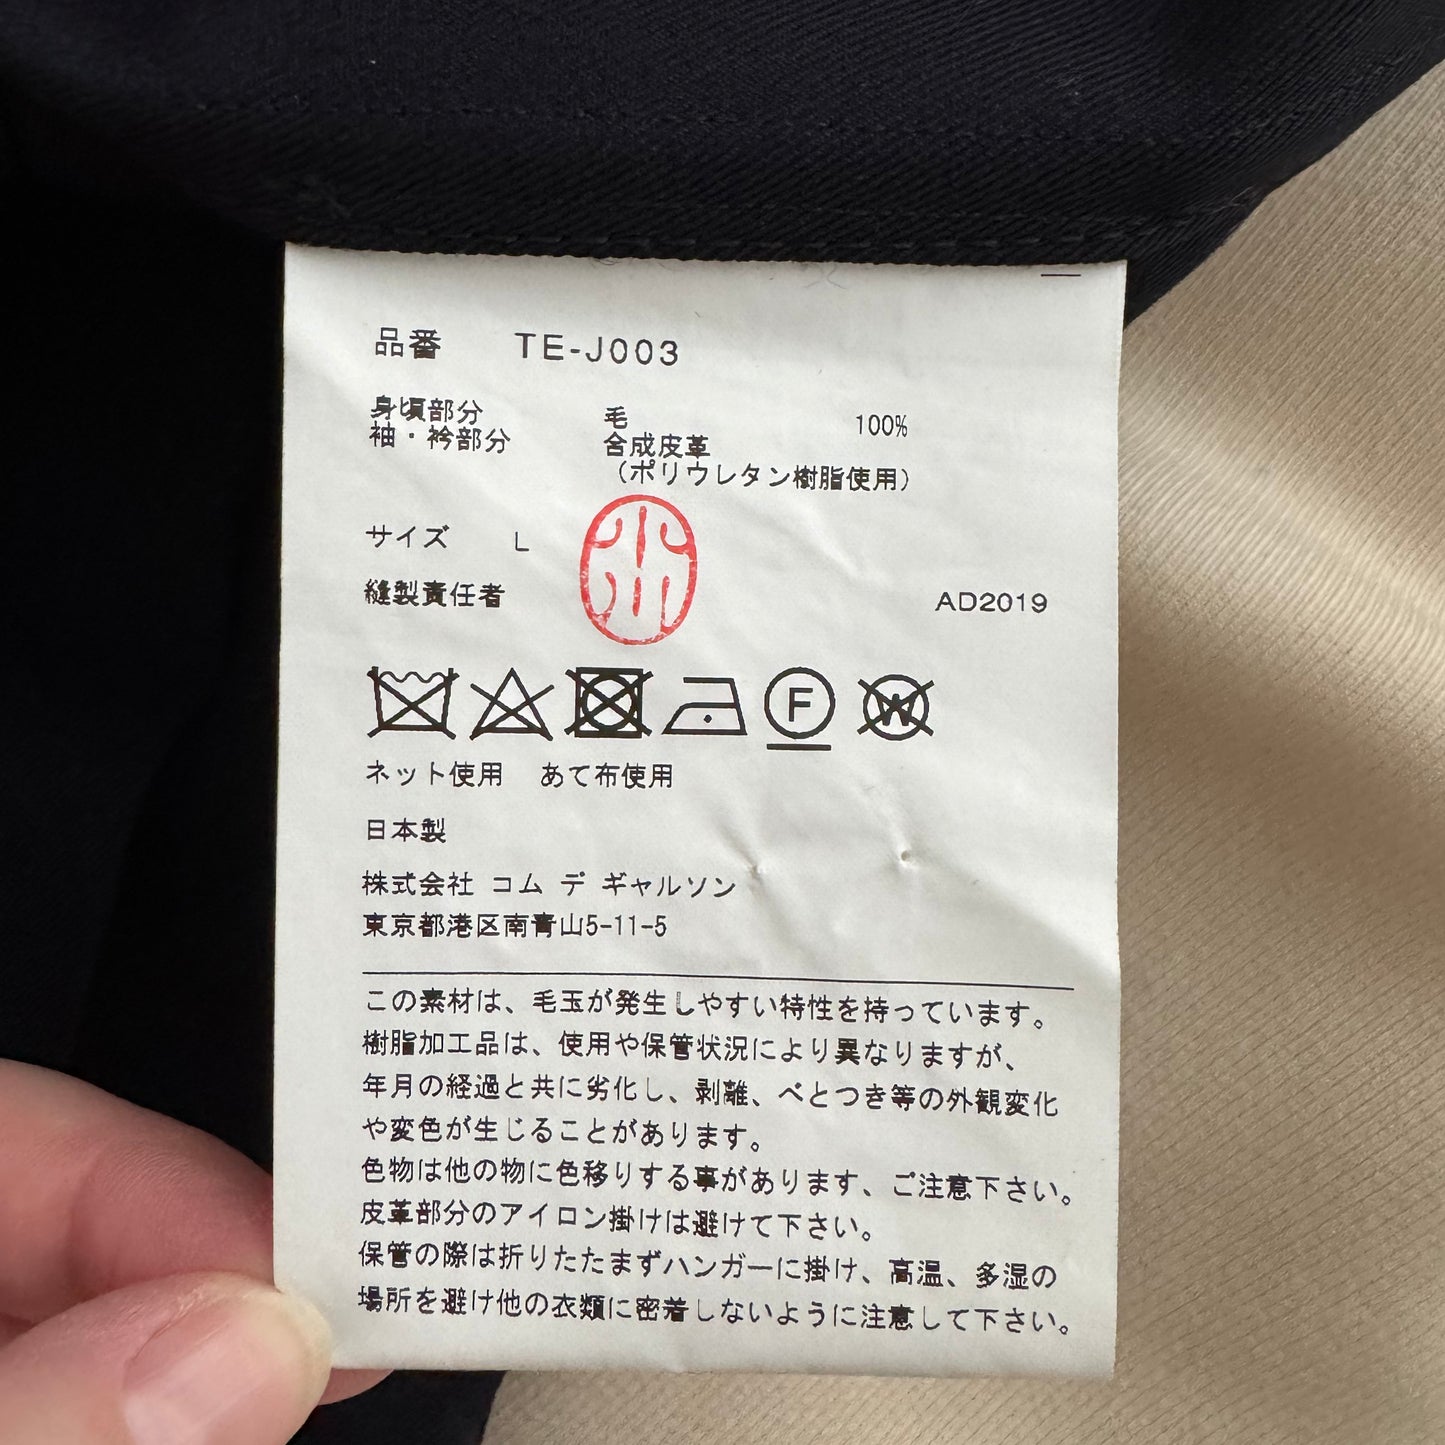 品番 TE-J003
身頃部分 毛 100%
袖・衿部分 合成皮革
(ポリウレタン樹脂使用)
サイズ L
縫製責任者 AD2019
F W
ネット使用 あて布使用
日本製
株式会社 コム デ ギャルソン
東京都港区南青山5-11-5
この素材は、毛玉が発生しやすい特性を持っています。
樹脂加工品は、使用や保管状況により異なりますが、
年月の経過と共に劣化し、剥離、べとつき等の外観変化
や変色が生じることがあります。
色物は他の物に色移りする事があります、ご注意下さい。
皮革部分のアイロン掛けは避けて下さい。
保管の際は折りたたまずハンガーに掛け、高温、多湿の
場所を避け他の衣類に密着しないように注意して下さい。